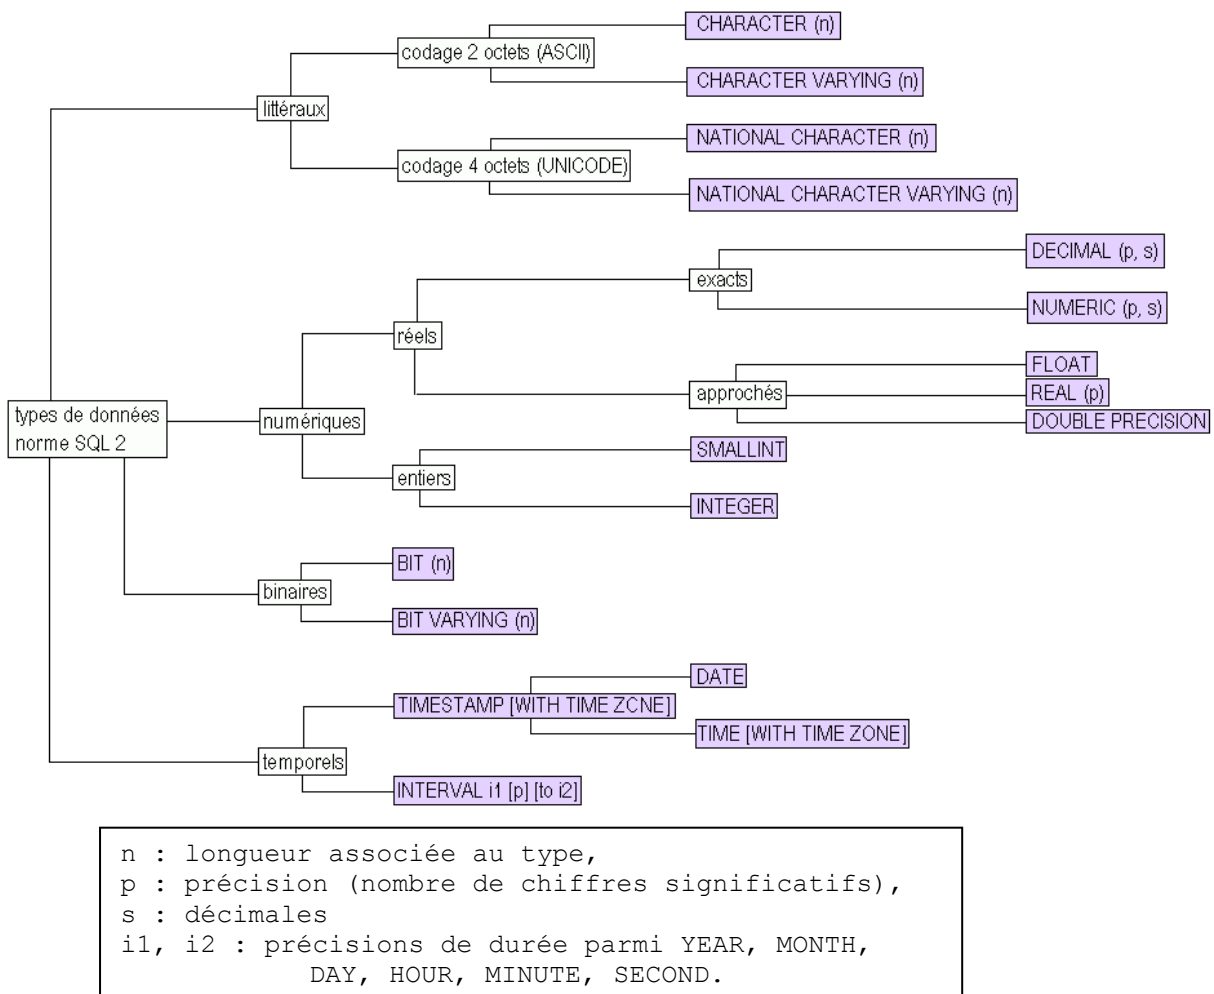 CHARACTER (n)
codage 2 octets (ASCII)
CHARACTER VARYING (n)
littéraux
NATIONAL CHARACTER (n)
codage 4 octets (UNICODE)
NATIONAL CHARACTER VARYING (n)
DECIMAL (p, s)
exacts
NUMERIC (p, s)
réels
FLOAT
approchés
REAL (p)
DOUBLE PRECISION
types de données
norme SQL 2
numériques
SMALLINT
entiers
INTEGER
BIT (n)
binaires
BIT VARYING (n)
DATE
TIMESTAMP [WITH TIME ZCNE]
TIME [WITH TIME ZONE]
temporels
INTERVAL i1 [p] [to i2]
n : longueur associée au type,
p : précision (nombre de chiffres significatifs),
s : décimales
i1, i2 : précisions de durée parmi YEAR, MONTH,
DAY, HOUR, MINUTE, SECOND.